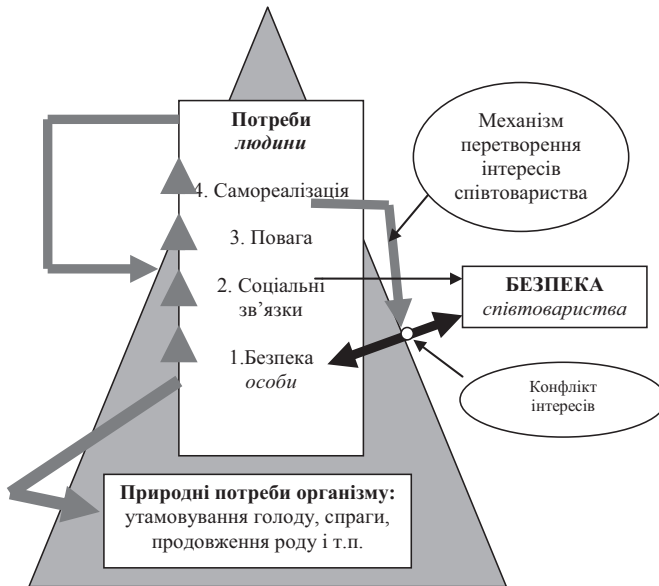 Потреби
людини
4. Самореалізація
3. Повага
2. Соціальні
зв’язки
1.Безпека
особи
Природні потреби організму:
утамовування голоду, спраги,
продовження роду і т.п.
Механізм
перетворення
інтересів
співтовариства
БЕЗПЕКА
співтовариства
Конфлікт
інтересів